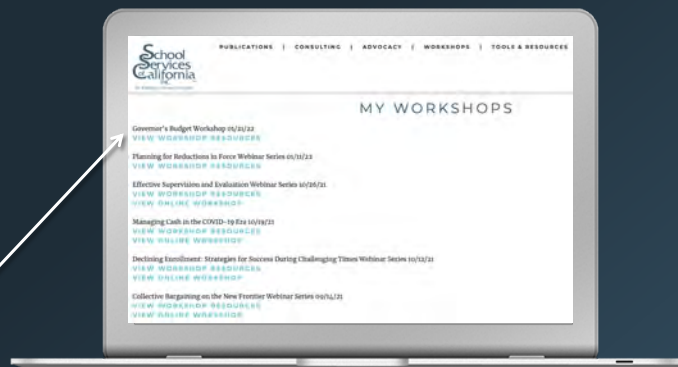 PUBLICATIONS | CONSULTING | ADVOCACY | WORKSHOPS | TOOLS & RESOURCES
School
Services
California
INC.
MY WORKSHOPS
Governor's Budget Workshop 01/21/22
VIEW WORKSHOP RESOURCES
Planning for Reductions in Force Webinar Series 01/11/22
VIEW WORKSHOP RESOURCES
Effective Supervision and Evaluation Webinar Series 10/26/21
VIEW WORKSHOP RESOURCES
VIEW ONLINE WORKSHOP
Managing Cash in the COVID-19 Era 10/19/21
VIEW WORKSHOP RESOURCES
VIEW ONLINE WORKSHOP
Declining Enrollment: Strategies for Success During Challenging Times Webinar Series 10/12/21
VIEW WORKSHOP RESOURCES
VIEW ONLINE WORKSHOP
Collective Bargaining on the New Frontier Webinar Series 09/14/21
VIEW WORKSHOP RESOURCES
VIEW ONLINE WORKSHOP